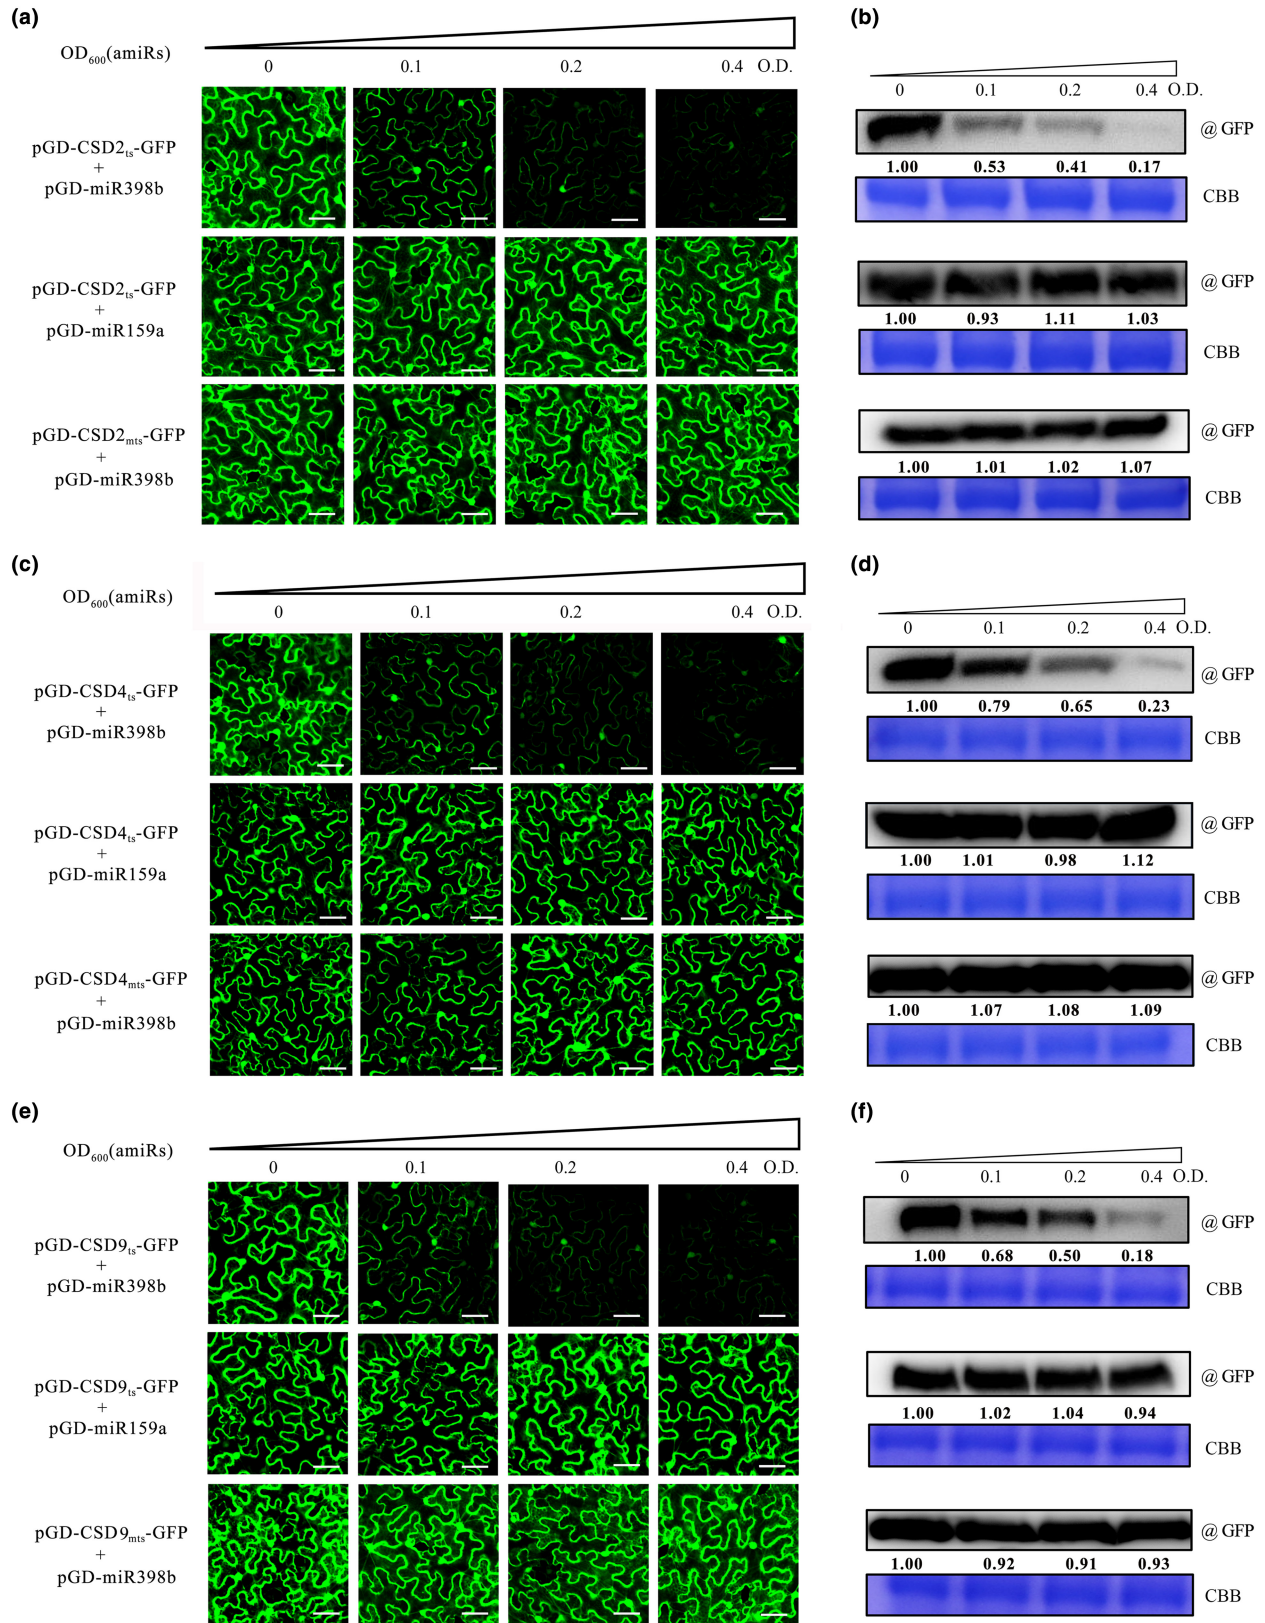 (a)
OD600(amiRs)
0 0.1 0.2 0.4 O.D.
pGD-CSD2ts-GFP
+
pGD-miR398b
pGD-CSD2ts-GFP
+
pGD-miR159a
pGD-CSD2mts-GFP
+
pGD-miR398b
(b)
0 0.1 0.2 0.4 O.D.
@ GFP
1.00 0.53 0.41 0.17
CBB
@ GFP
1.00 0.93 1.11 1.03
CBB
@ GFP
1.00 1.01 1.02 1.07
CBB
(c)
OD600(amiRs)
0 0.1 0.2 0.4 O.D.
pGD-CSD4ts-GFP
+
pGD-miR398b
pGD-CSD4ts-GFP
+
pGD-miR159a
pGD-CSD4mts-GFP
+
pGD-miR398b
(d)
0 0.1 0.2 0.4 O.D.
@ GFP
1.00 0.79 0.65 0.23
CBB
@ GFP
1.00 1.01 0.98 1.12
CBB
@ GFP
1.00 1.07 1.08 1.09
CBB
(e)
OD600(amiRs)
0 0.1 0.2 0.4 O.D.
pGD-CSD9ts-GFP
+
pGD-miR398b
pGD-CSD9ts-GFP
+
pGD-miR159a
pGD-CSD9mts-GFP
+
pGD-miR398b
(f)
0 0.1 0.2 0.4 O.D.
@ GFP
1.00 0.68 0.50 0.18
CBB
@ GFP
1.00 1.02 1.04 0.94
CBB
@ GFP
1.00 0.92 0.91 0.93
CBB